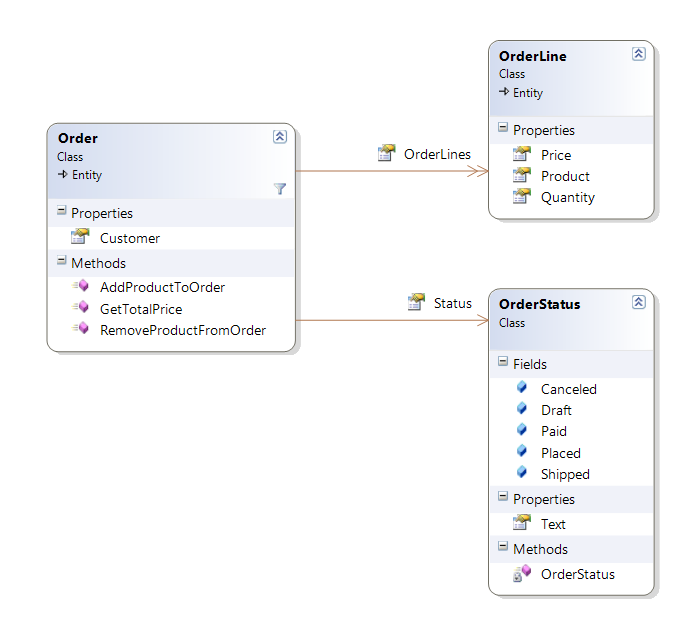 Order
Class
Entity
Properties
Customer
Methods
AddProductToOrder
GetTotalPrice
RemoveProductFromOrder
OrderLines
OrderLine
Class
Entity
Properties
Price
Product
Quantity
Status
OrderStatus
Class
Fields
Canceled
Draft
Paid
Placed
Shipped
Properties
Text
Methods
OrderStatus